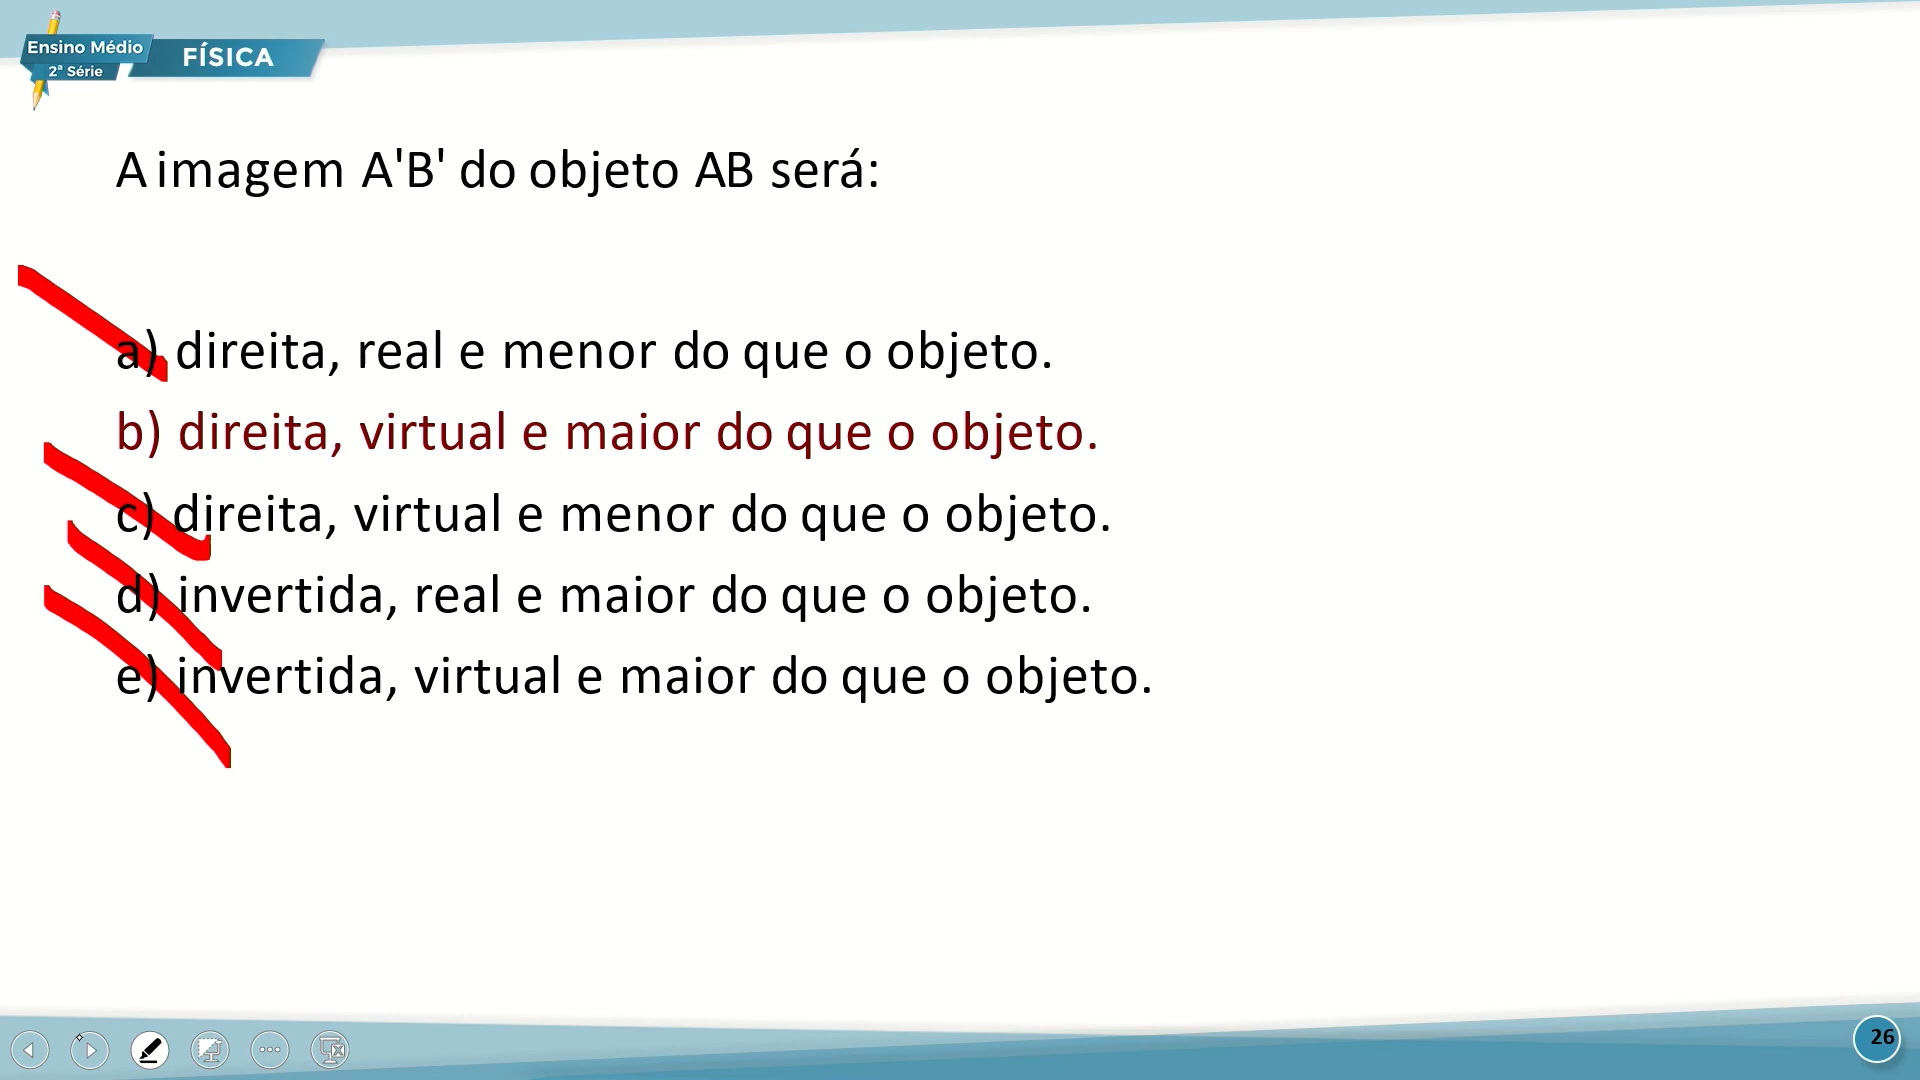 Ensino Médio
2ª Série
FÍSICA
A imagem A'B' do objeto AB será:
a) direita, real e menor do que o objeto.
b) direita, virtual e maior do que o objeto.
c) direita, virtual e menor do que o objeto.
d) invertida, real e maior do que o objeto.
e) invertida, virtual e maior do que o objeto.
26